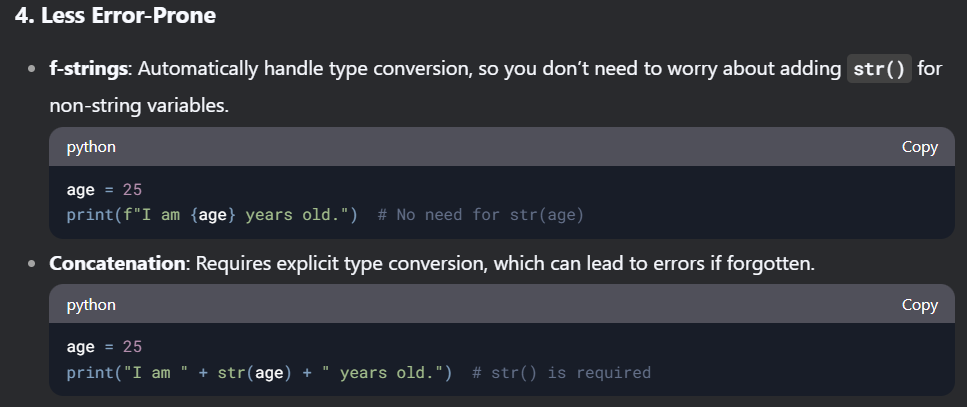 4. Less Error-Prone
• f-strings: Automatically handle type conversion, so you don’t need to worry about adding str() for
non-string variables.
python Copy
age = 25
print(f"I am {age} years old.")  # No need for str(age)
• Concatenation: Requires explicit type conversion, which can lead to errors if forgotten.
python Copy
age = 25
print("I am " + str(age) + " years old.")  # str() is required